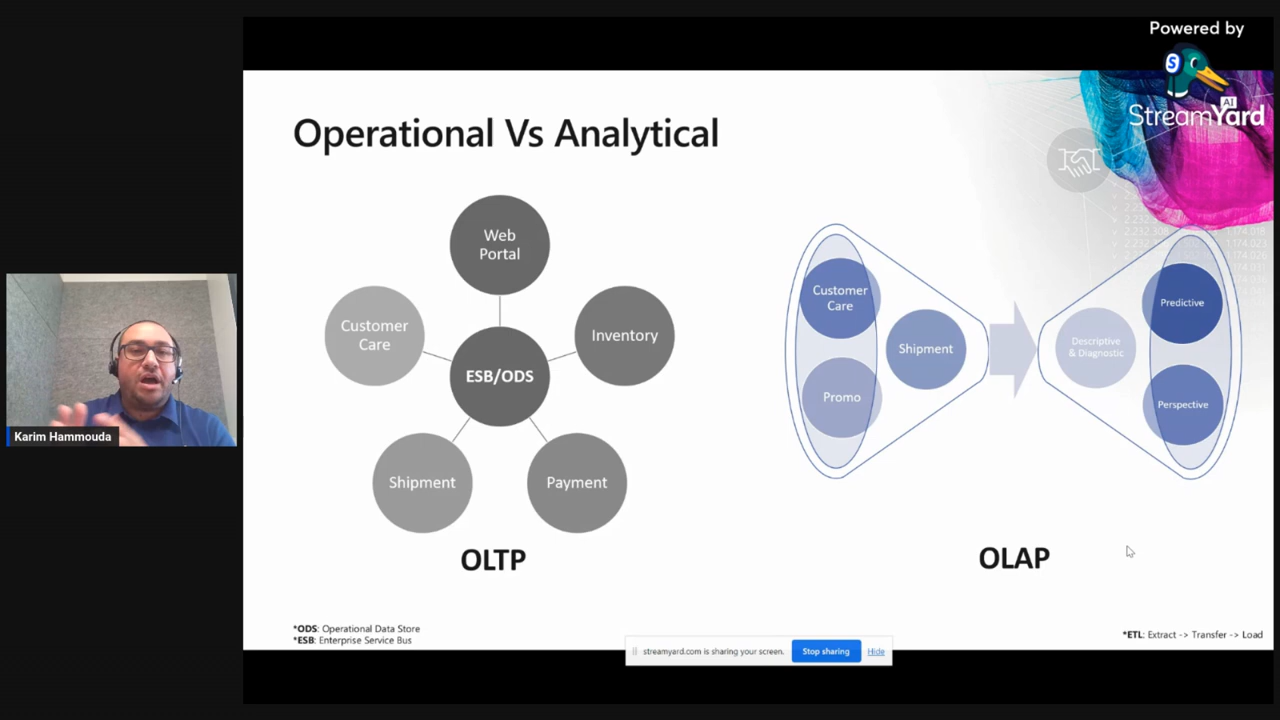 Powered by
StreamYard
AI
Operational Vs Analytical
Web
Portal
Customer
Care
Inventory
ESB/ODS
Shipment
Payment
OLTP
Customer
Care
Shipment
Promo
Descriptive
& Diagnostic
Predictive
Perspective
OLAP
*ODS: Operational Data Store
*ESB: Enterprise Service Bus
*ETL: Extract -> Transfer -> Load
streamyard.com is sharing your screen.
Stop sharing
Hide
Karim Hammouda